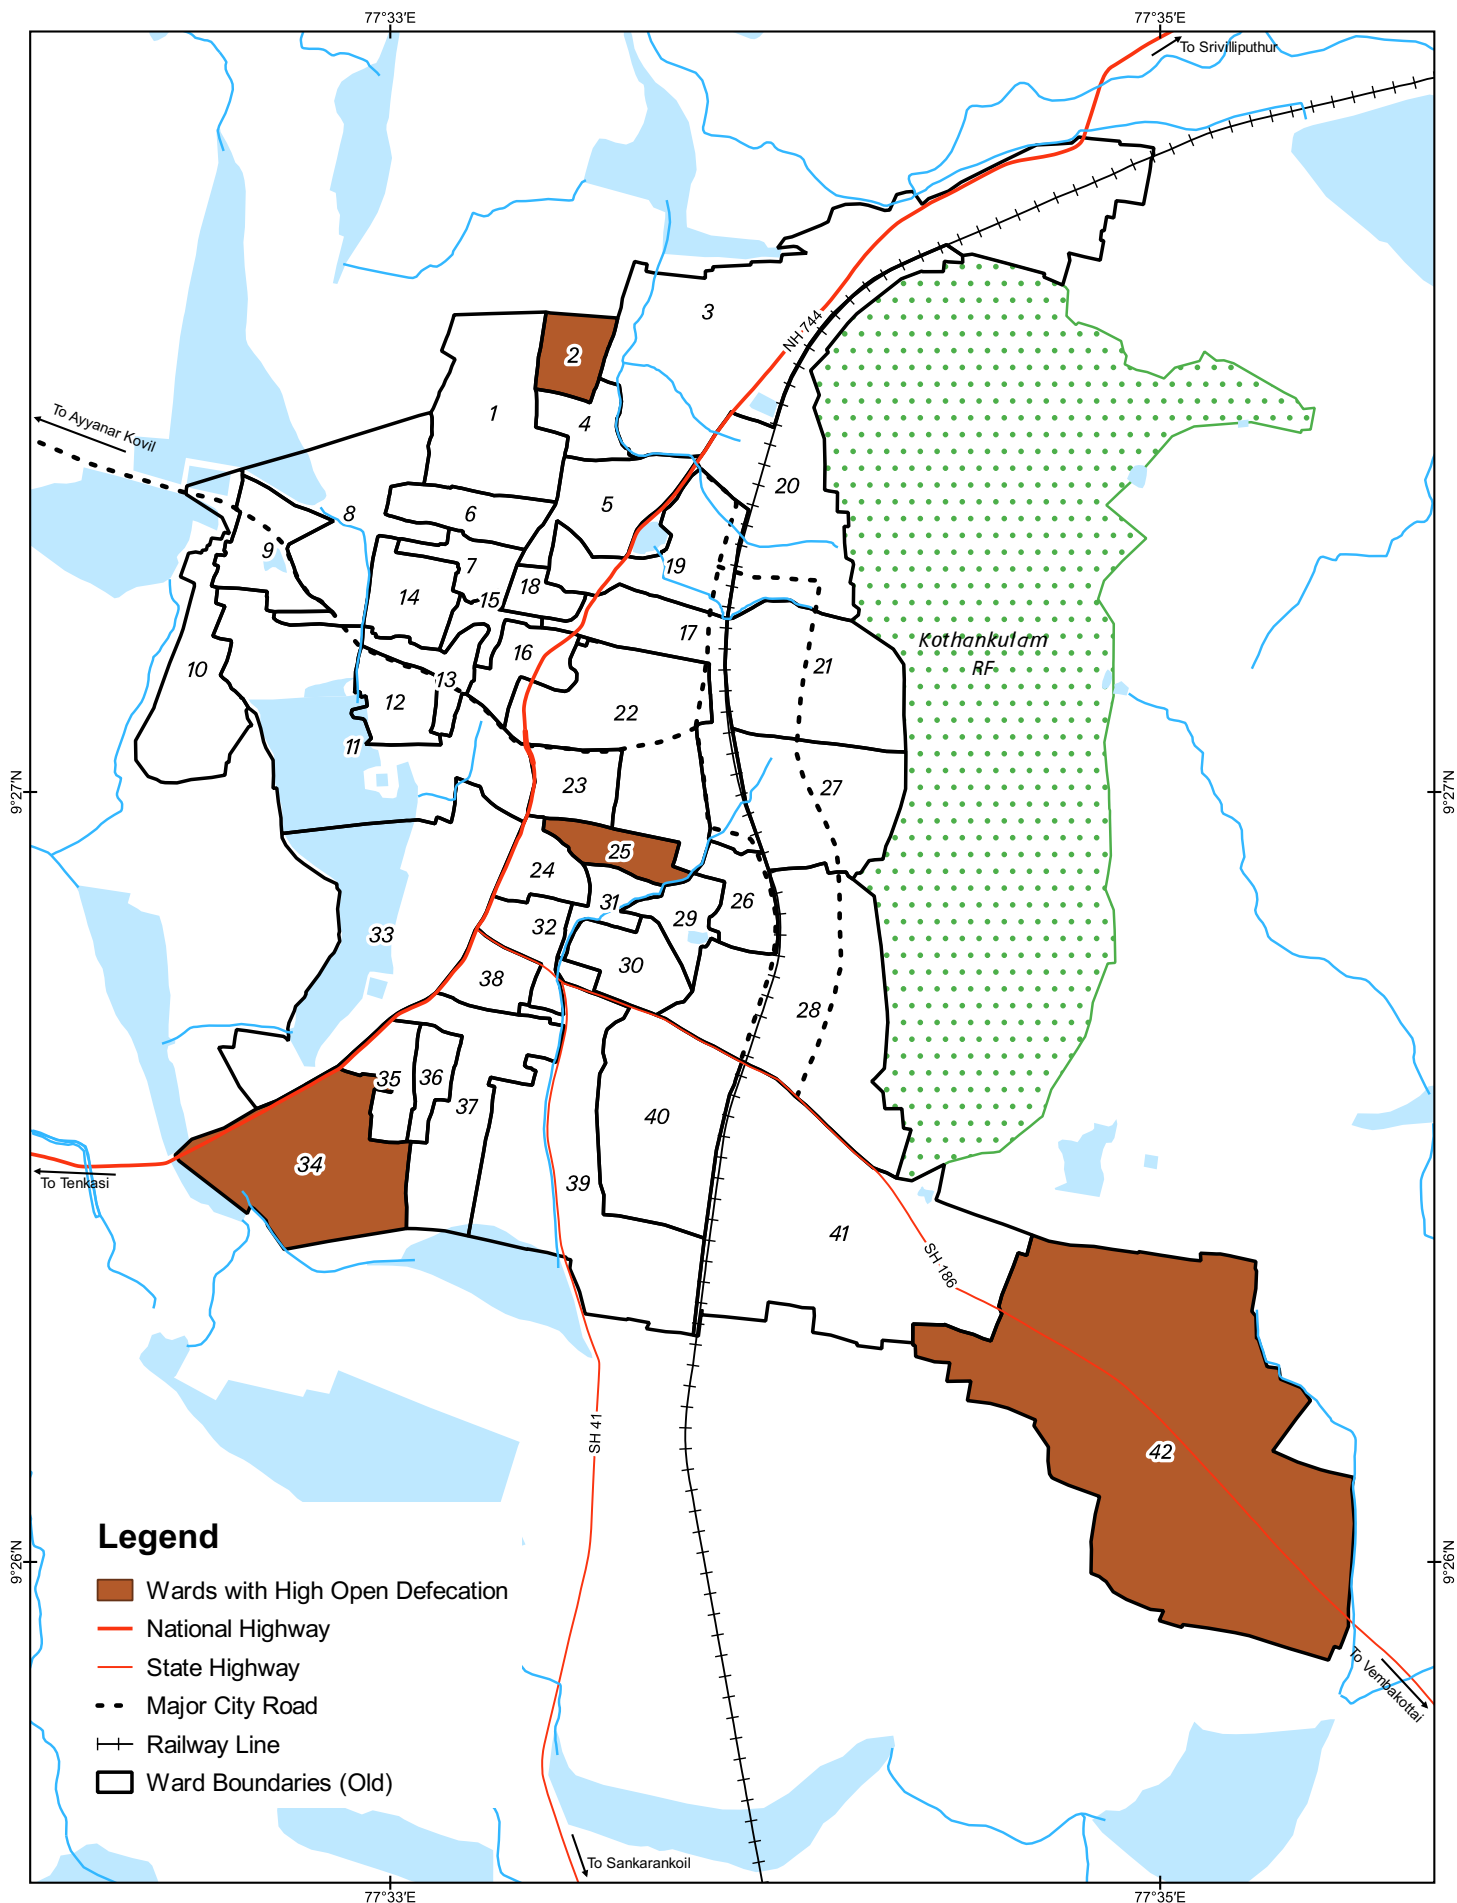 77°33'E
77°35'E
To Srivilliputhur
3
NH 744
2
1
4
To Ayyanar Kovil
20
5
8
6
9
7
19
18
14
15
17
Kothankulam
RF
16
21
10
13
12
22
11
23
27
9°27'N
9°27'N
25
24
31
26
29
32
33
30
38
28
35
36
37
40
34
To Tenkasi
39
41
SH 186
SH 41
42
Legend
Wards with High Open Defecation
National Highway
State Highway
Major City Road
Railway Line
Ward Boundaries (Old)
9°26'N
9°26'N
To Vembakottai
To Sankarankoil
77°33'E
77°35'E